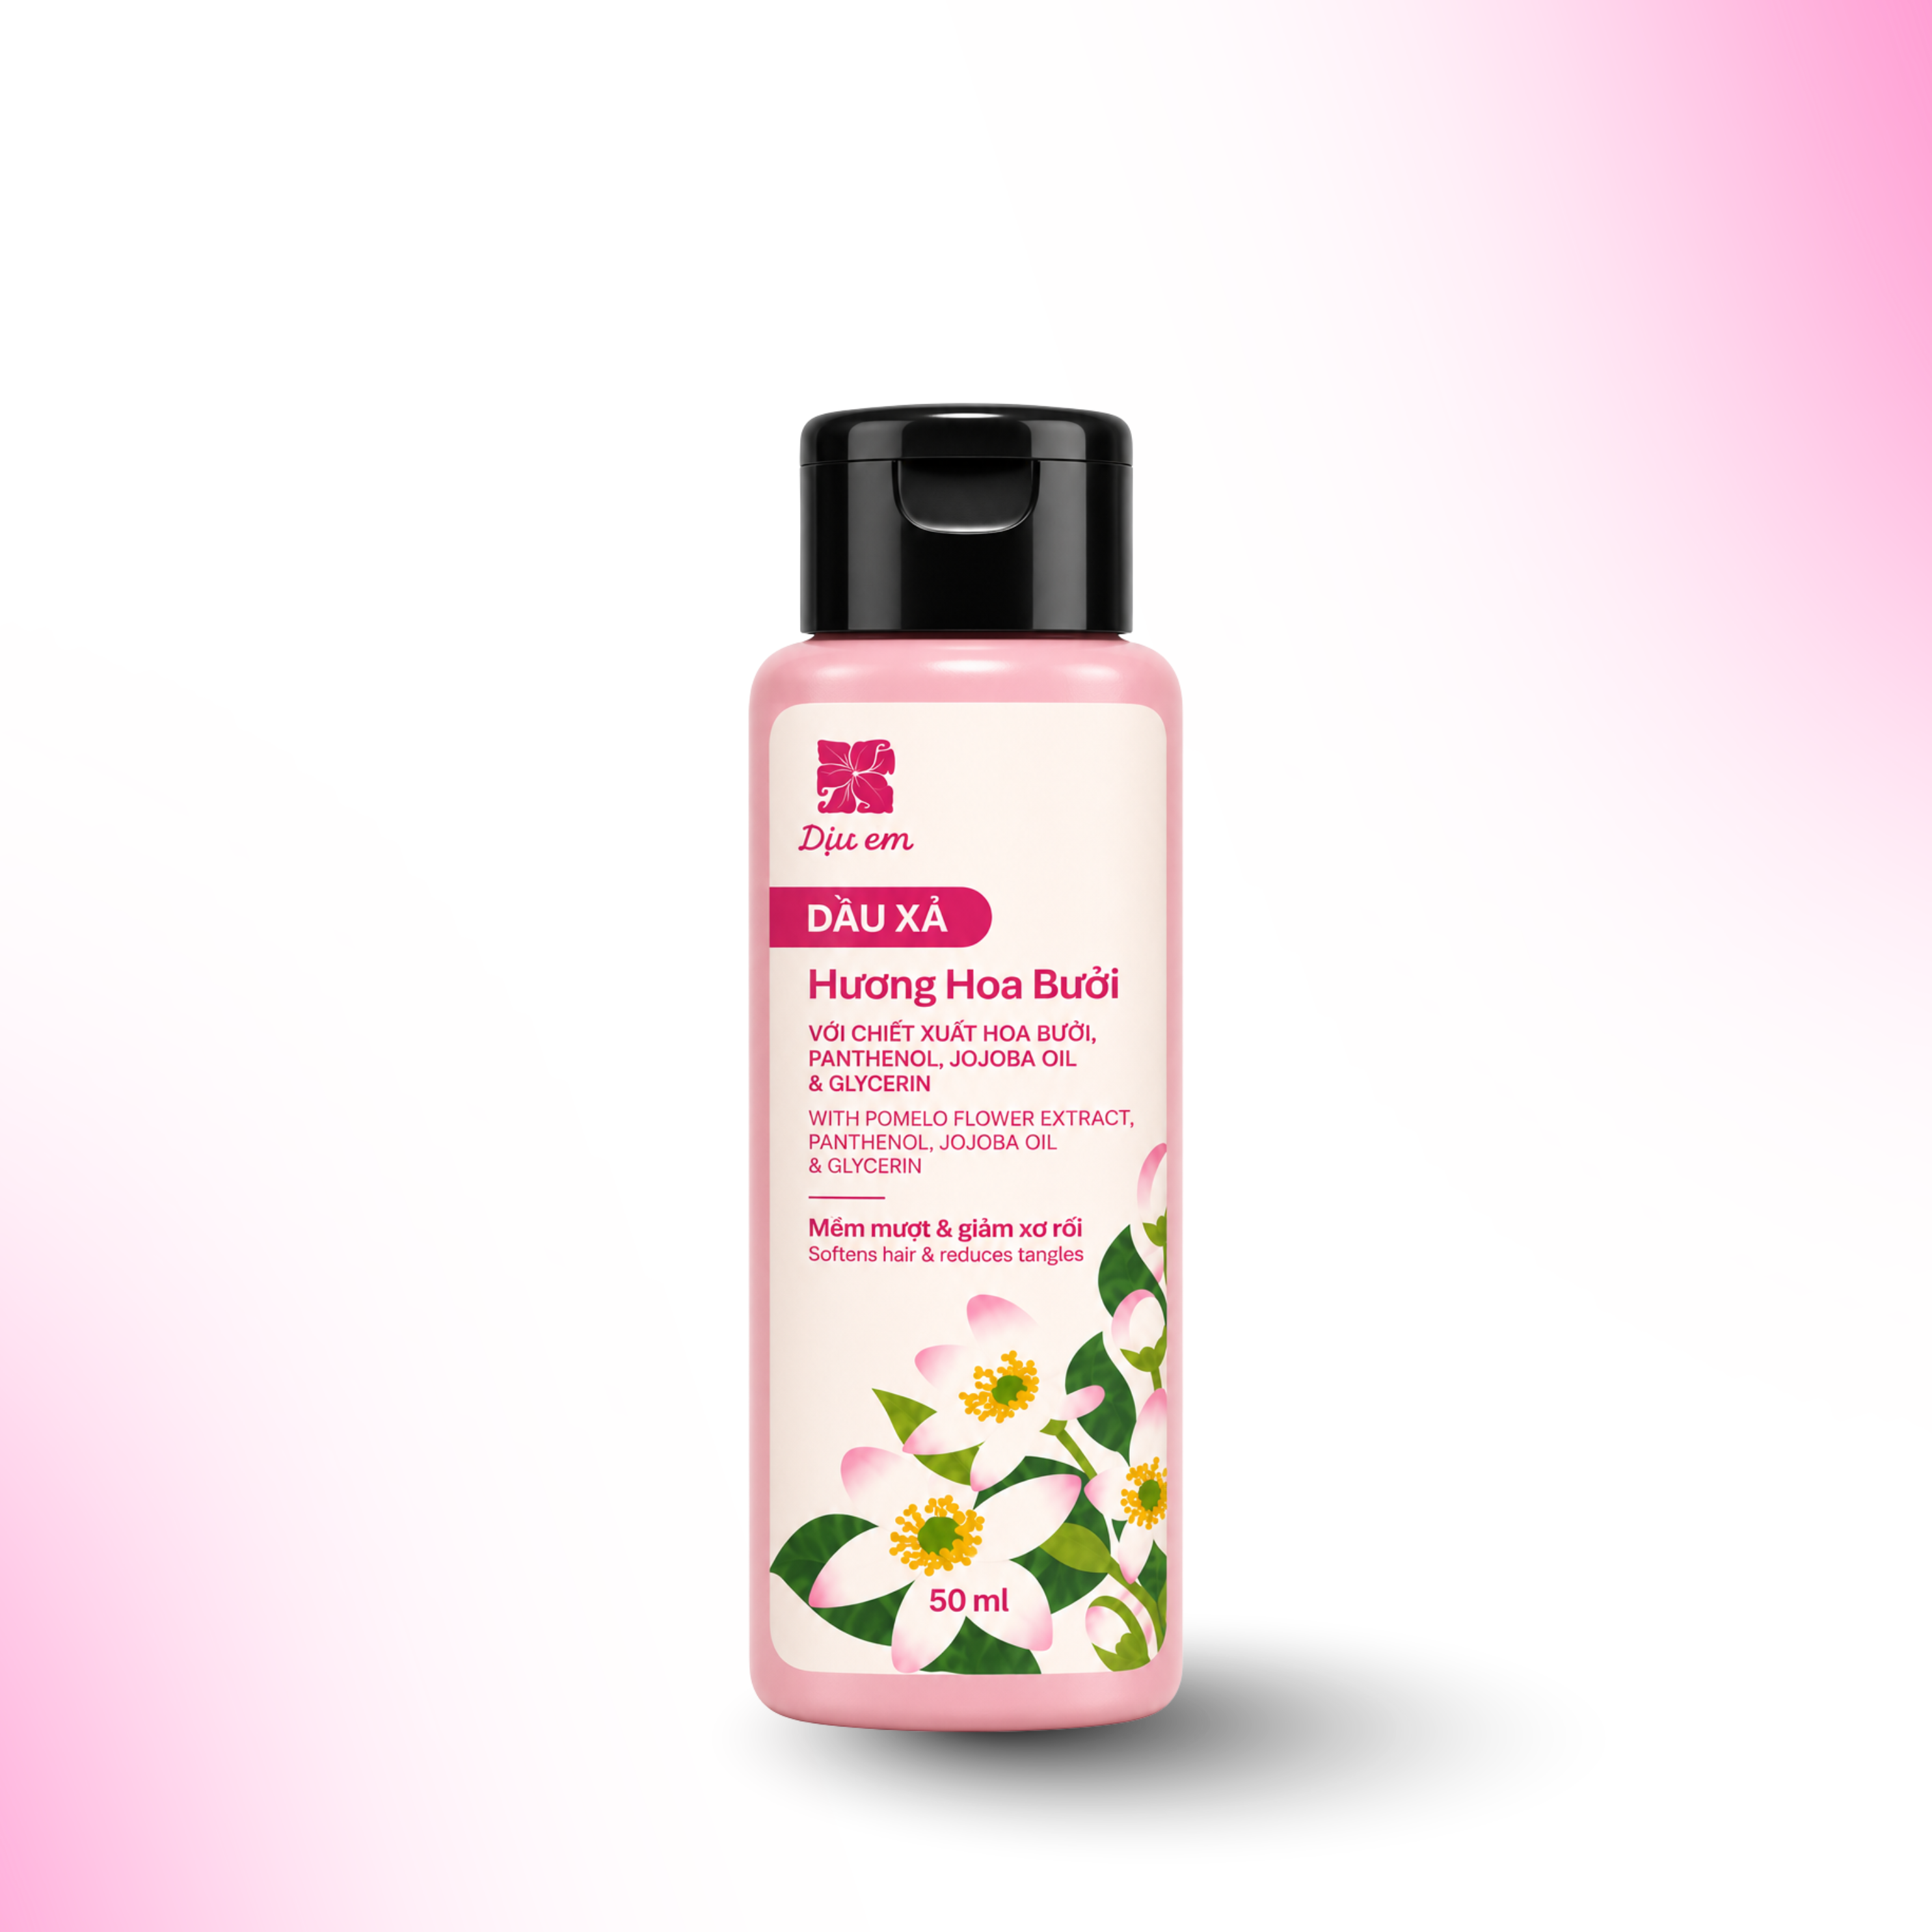 Dịu em
DẦU XẢ
Hương Hoa Bưởi
VỚI CHIẾT XUẤT HOA BƯỞI,
PANTHENOL, JOJOBA OIL
& GLYCERIN
WITH POMELO FLOWER EXTRACT,
PANTHENOL, JOJOBA OIL
& GLYCERIN
Mềm mượt & giảm xơ rối
Softens hair & reduces tangles
50 ml